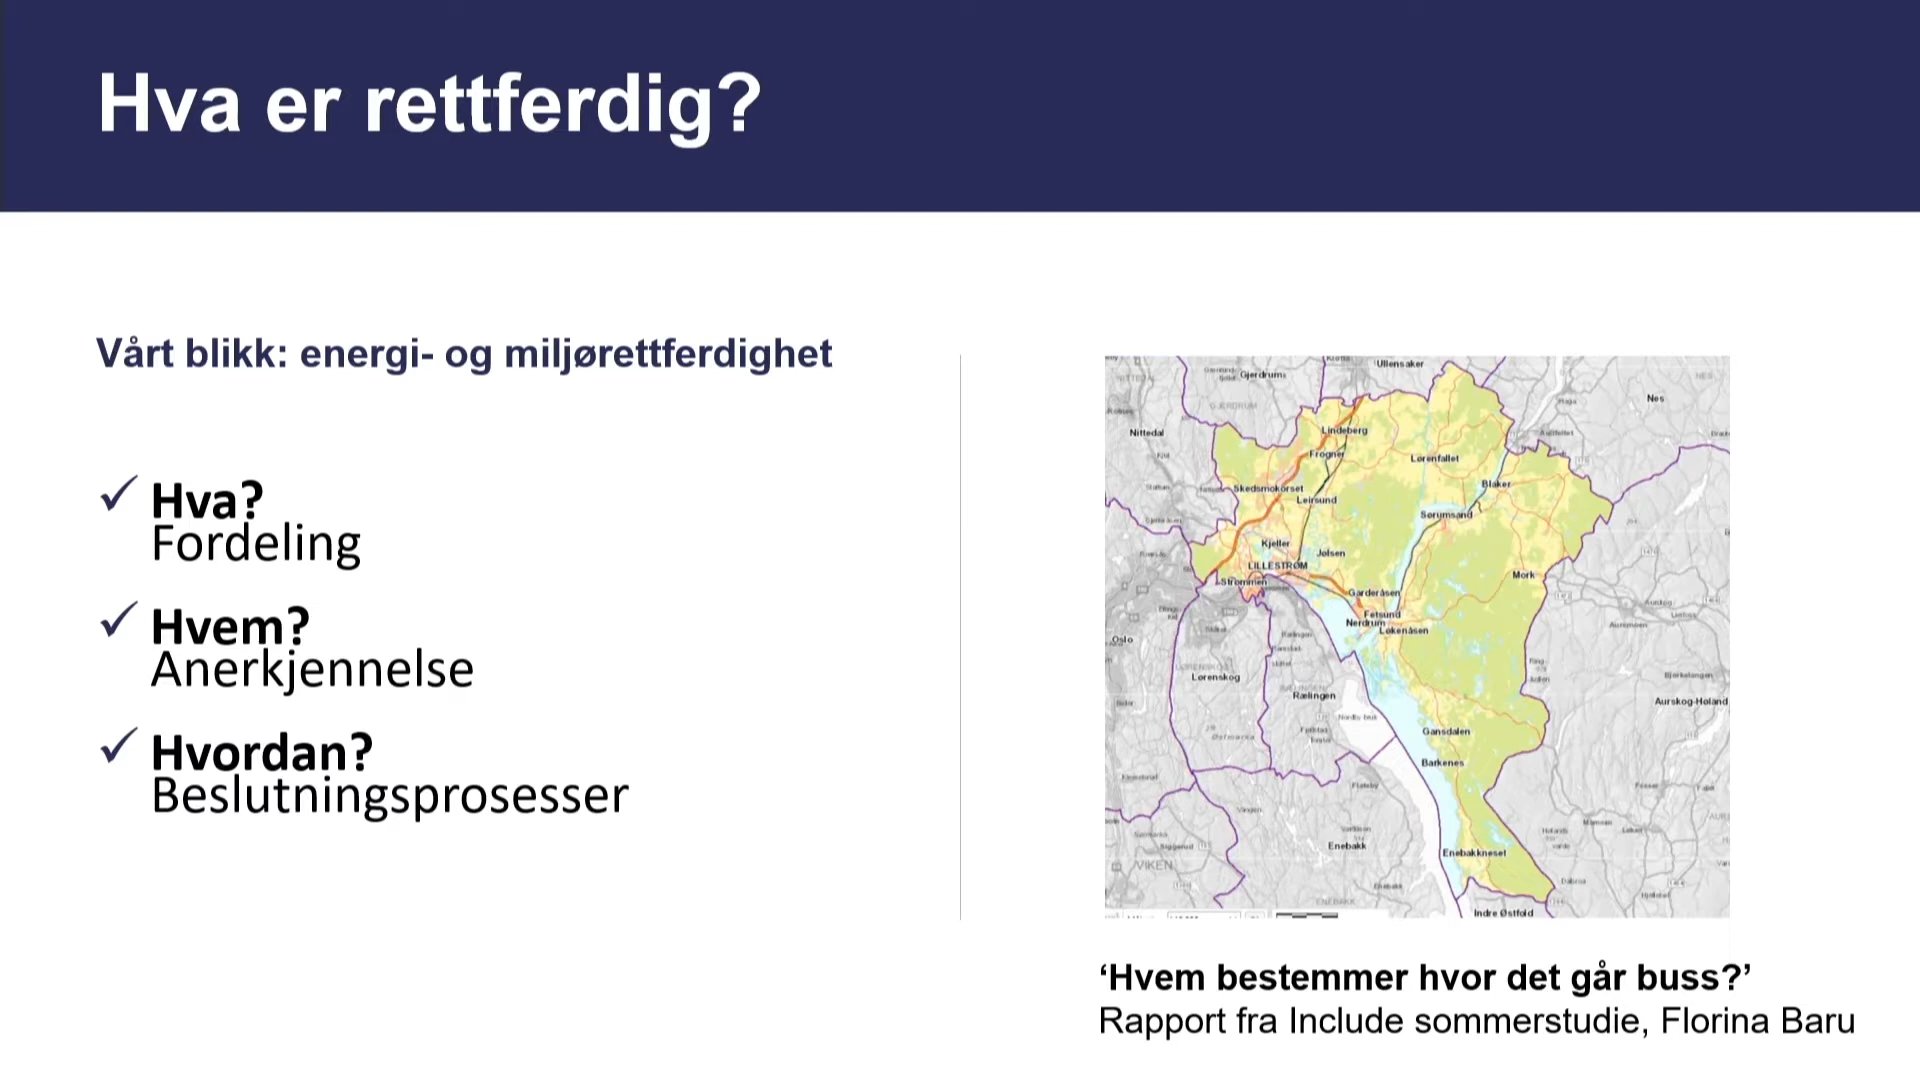 Hva er rettferdig?
Vårt blikk: energi- og miljørettferdighet
✓ Hva?
Fordeling
✓ Hvem?
Anerkjennelse
✓ Hvordan?
Beslutningsprosesser
Ullensaker
Gjerdrum
Nes
GJERDRUM
Nittedal
Lindeberg
Frogner
Lørenfallet
Skedsmokorset
Leirsund
Blaker
Sørumsand
Kjeller
Jølsen
LILLESTRØM
Strømmen
Mork
Garderåsen
Fetsund
Nerdrum
Løkenåsen
Oslo
Lørenskog
Rælingen
Aurskog-Høland
Gansdalen
Barkenes
Flateby
Enebakk
Enebakkneset
VIKEN
Indre Østfold
‘Hvem bestemmer hvor det går buss?’
Rapport fra Include sommerstudie, Florina Baru